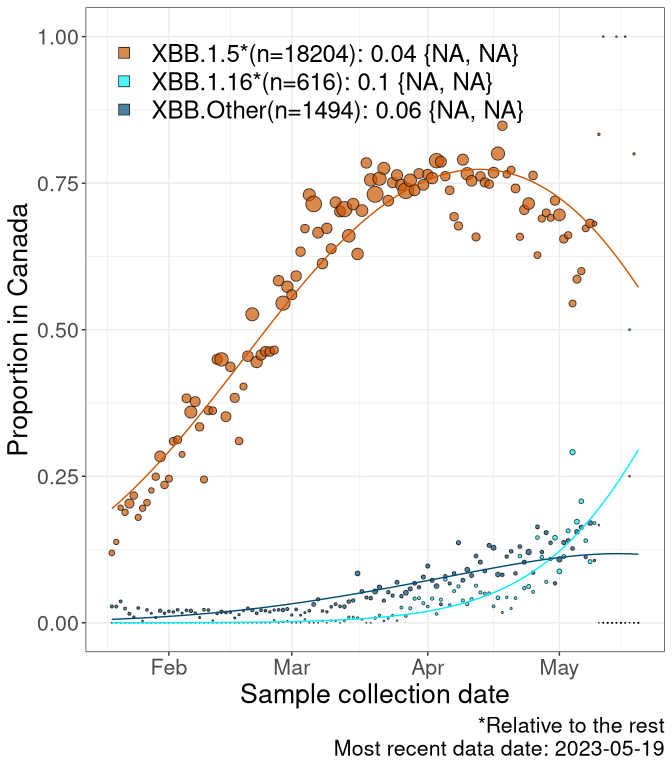 XBB.1.5*(n=18204): 0.04 {NA, NA}
XBB.1.16*(n=616): 0.1 {NA, NA}
XBB.Other(n=1494): 0.06 {NA, NA}
1.00
0.75
0.50
0.25
0.00
Proportion in Canada
Feb Mar Apr May
Sample collection date
*Relative to the rest
Most recent data date: 2023-05-19